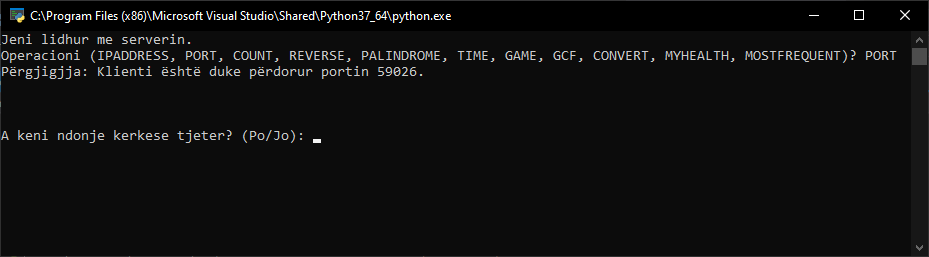 C:\Program Files (x86)\Microsoft Visual Studio\Shared\Python37_64\python.exe
Jeni lidhur me serverin.
Operacioni (IPADDRESS, PORT, COUNT, REVERSE, PALINDROME, TIME, GAME, GCF, CONVERT, MYHEALTH, MOSTFREQUENT)? PORT
Përgjigjja: Klienti është duke përdorur portin 59026.
A keni ndonje kerkese tjeter? (Po/Jo):